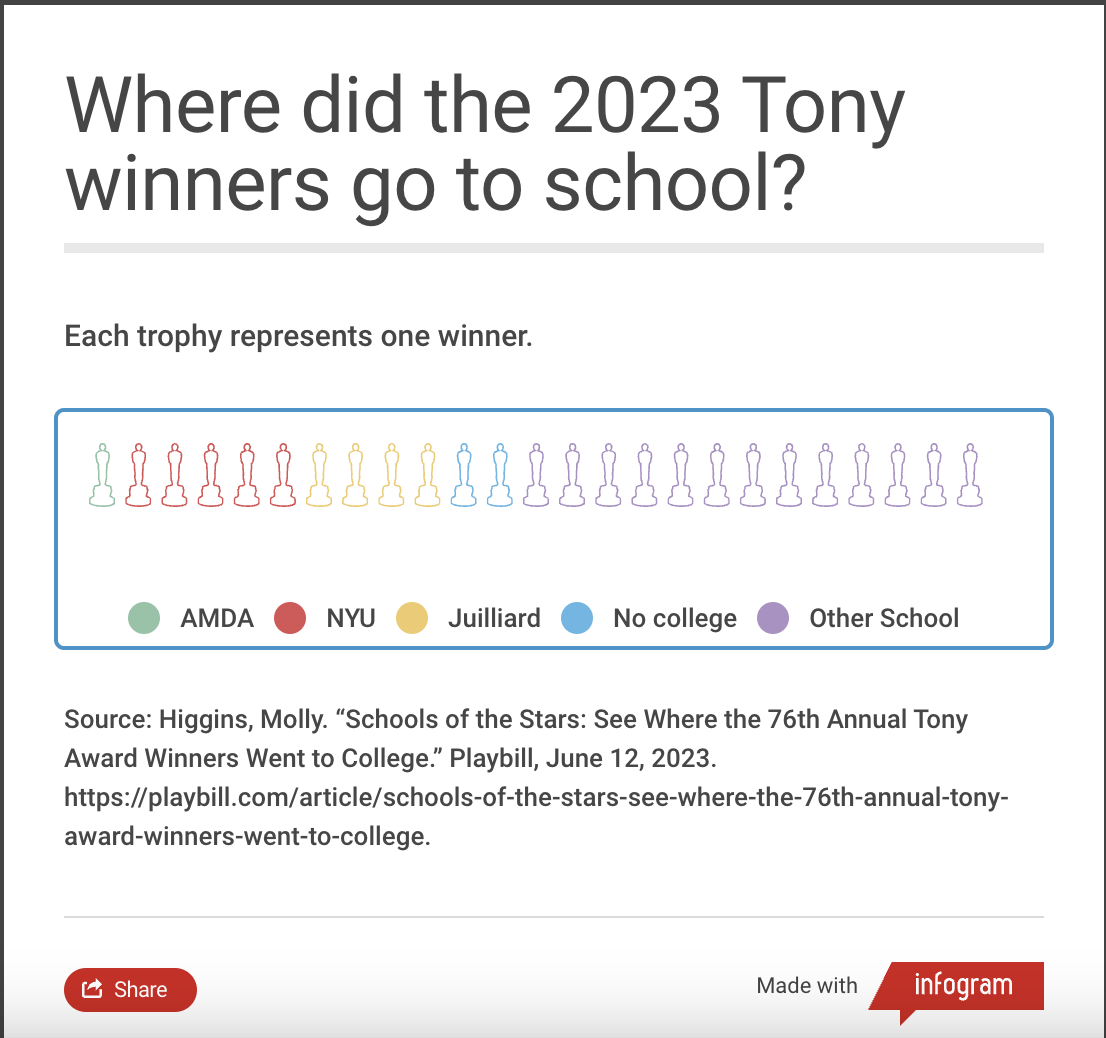 Where did the 2023 Tony
winners go to school?
Each trophy represents one winner.
AMDA NYU Juilliard No college Other School
Source: Higgins, Molly. “Schools of the Stars: See Where the 76th Annual Tony
Award Winners Went to College.” Playbill, June 12, 2023.
https://playbill.com/article/schools-of-the-stars-see-where-the-76th-annual-tony-
award-winners-went-to-college.
Share
Made with infogram